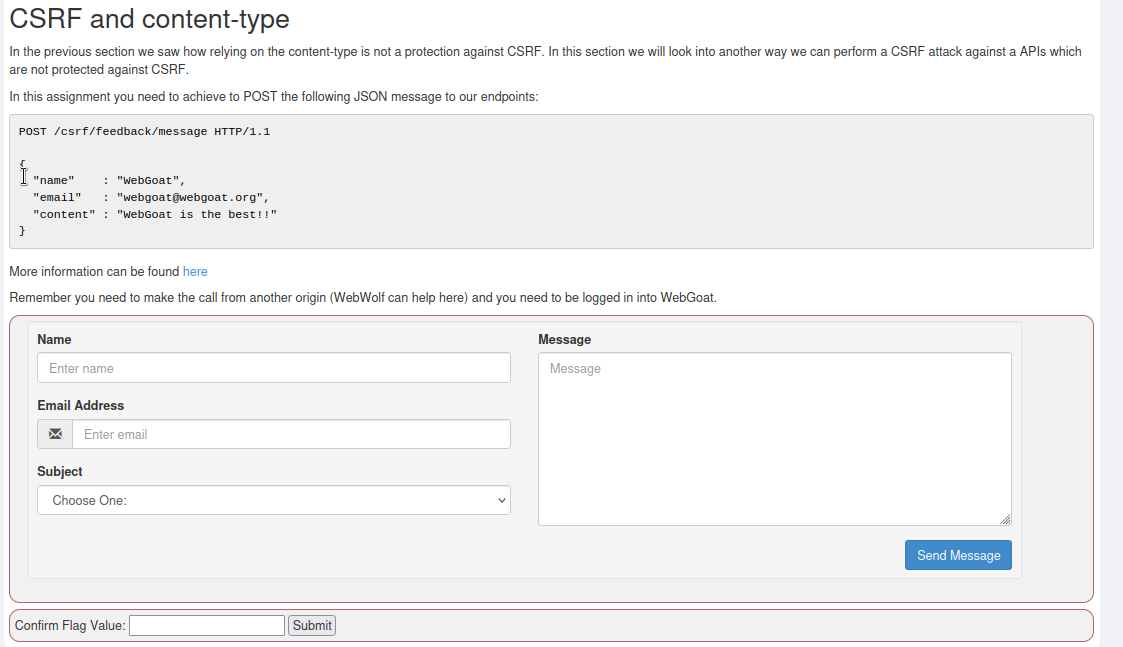 CSRF and content-type
In the previous section we saw how relying on the content-type is not a protection against CSRF. In this section we will look into another way we can perform a CSRF attack against a APIs which
are not protected against CSRF.
In this assignment you need to achieve to POST the following JSON message to our endpoints:
POST /csrf/feedback/message HTTP/1.1
{
"name"    : "WebGoat",
"email"   : "webgoat@webgoat.org",
"content" : "WebGoat is the best!!"
}
More information can be found here
Remember you need to make the call from another origin (WebWolf can help here) and you need to be logged in into WebGoat.
Name
Enter name
Email Address
Enter email
Subject
Choose One:
Message
Message
Send Message
Confirm Flag Value:
Submit